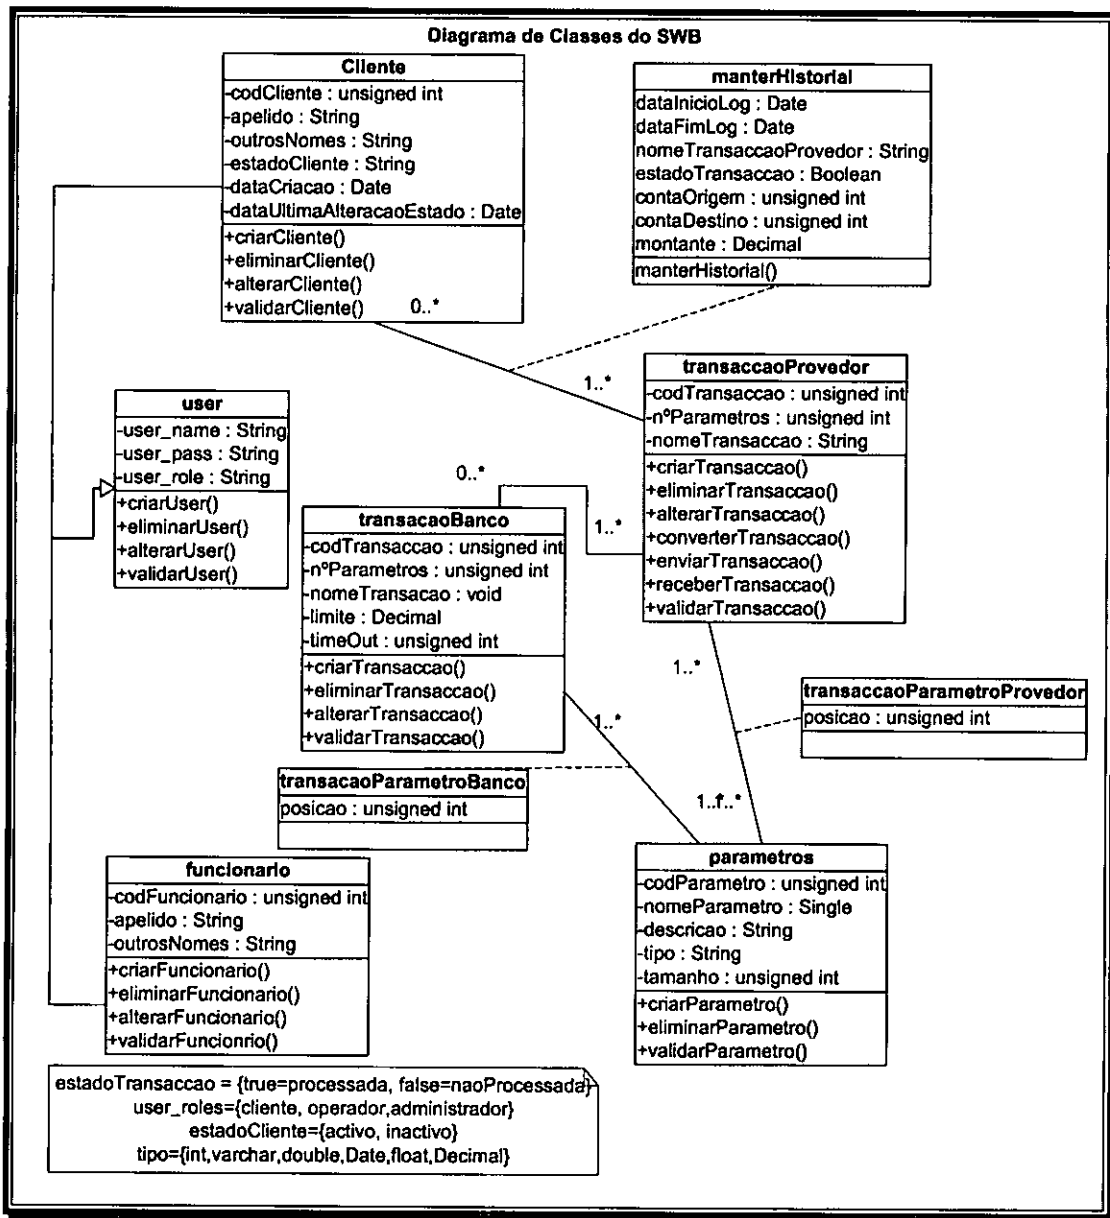 Diagrama de Classes do SWB
Cliente
-codCliente : unsigned int
-apelido : String
-outrosNomes : String
-estadoCliente : String
-dataCriacao : Date
-dataUltimaAlteracaoEstado : Date
+criarCliente()
+eliminarCliente()
+alterarCliente()
+validarCliente()
0..*
manterHistorial
dataInicioLog : Date
dataFimLog : Date
nomeTransaccaoProvedor : String
estadoTransaccao : Boolean
contaOrigem : unsigned int
contaDestino : unsigned int
montante : Decimal
manterHistorial()
1..*
transaccaoProvedor
-codTransaccao : unsigned int
-nºParametros : unsigned int
-nomeTransaccao : String
+criarTransaccao()
+eliminarTransaccao()
+alterarTransaccao()
+converterTransaccao()
+enviarTransaccao()
+receberTransaccao()
+validarTransaccao()
user
-user_name : String
-user_pass : String
-user_role : String
+criarUser()
+eliminarUser()
+alterarUser()
+validarUser()
0..*
1..*
transacaoBanco
-codTransaccao : unsigned int
-nºParametros : unsigned int
-nomeTransacao : void
-limite : Decimal
-timeOut : unsigned int
+criarTransaccao()
+eliminarTransaccao()
+alterarTransaccao()
+validarTransaccao()
1..*
1..*
transaccaoParametroProvedor
posicao : unsigned int
transacaoParametroBanco
posicao : unsigned int
1..*
1..*
parametros
-codParametro : unsigned int
-nomeParametro : Single
-descricao : String
-tipo : String
-tamanho : unsigned int
+criarParametro()
+eliminarParametro()
+validarParametro()
funcionario
-codFuncionario : unsigned int
-apelido : String
-outrosNomes : String
+criarFuncionario()
+eliminarFuncionario()
+alterarFuncionario()
+validarFuncionrio()
estadoTransaccao = {true=processada, false=naoProcessada}
user_roles={cliente, operador,administrador}
estadoCliente={activo, inactivo}
tipo={int,varchar,double,Date,float,Decimal}